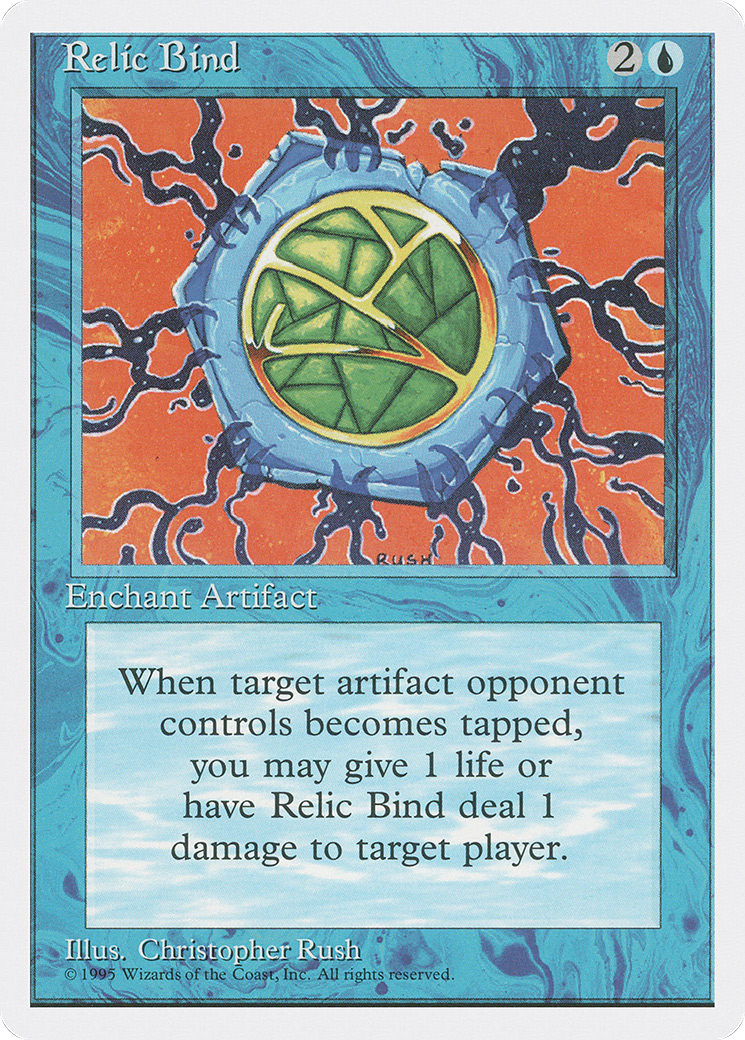 Relic Bind 2
RUSH
Enchant Artifact
When target artifact opponent
controls becomes tapped,
you may give 1 life or
have Relic Bind deal 1
damage to target player.
Illus. Christopher Rush
© 1995 Wizards of the Coast, Inc. All rights reserved.